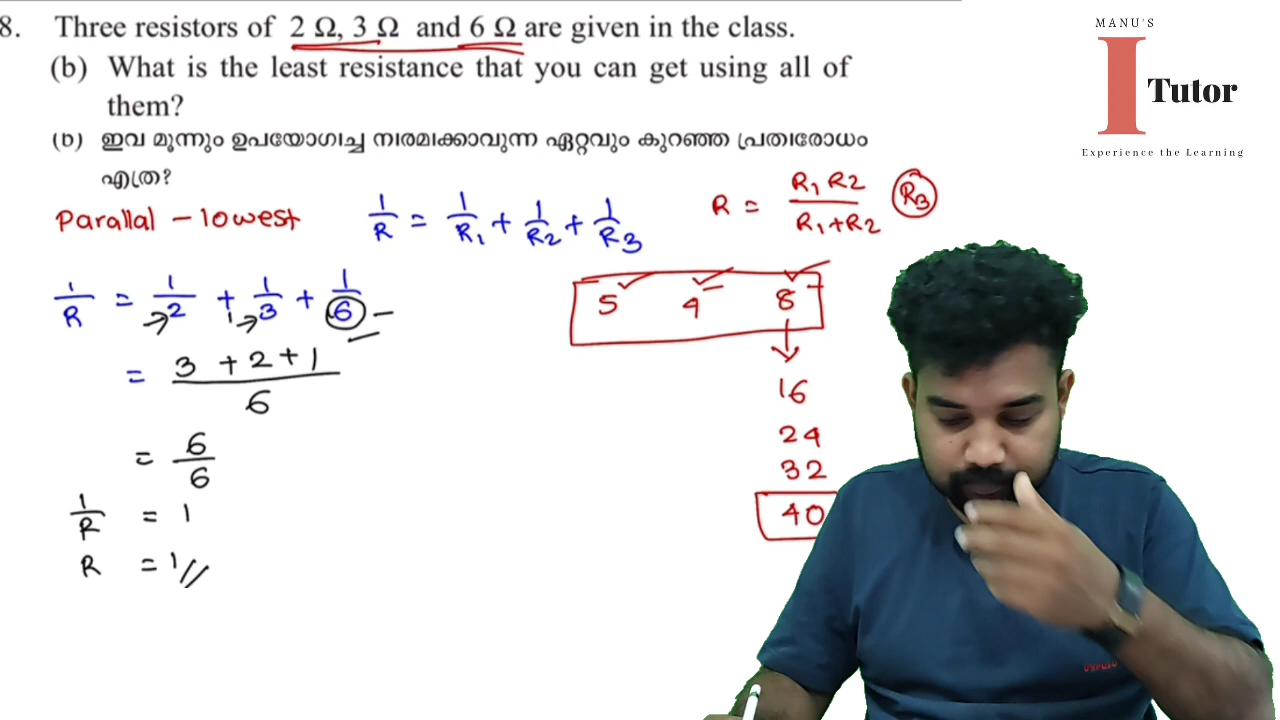 8. Three resistors of 2 Ω, 3 Ω and 6 Ω are given in the class.
(b) What is the least resistance that you can get using all of
them?
(b) ഇവ മൂന്നും ഉപയോഗിച്ച് നിർമിക്കാവുന്ന ഏറ്റവും കുറഞ്ഞ പ്രതിരോധം
എത്ര?
Parallal - lowest
1/R = 1/R1 + 1/R2 + 1/R3
R = R1 R2 / R1+R2
R3
1/R = 1/2 + 1/3 + 1/6
= 3 + 2 + 1 / 6
= 6/6
1/R = 1
R = 1//
5 4 8
16
24
32
40
MANU'S
I Tutor
Experience the Learning